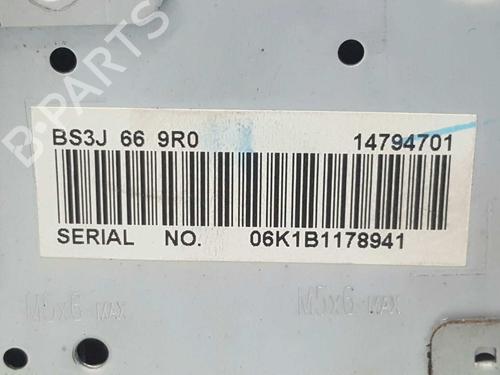 B-PARTS
BS3J 66 9R0 14794701
SERIAL NO. 06K1B1178941
M5x6-MAX M5x6-MAX